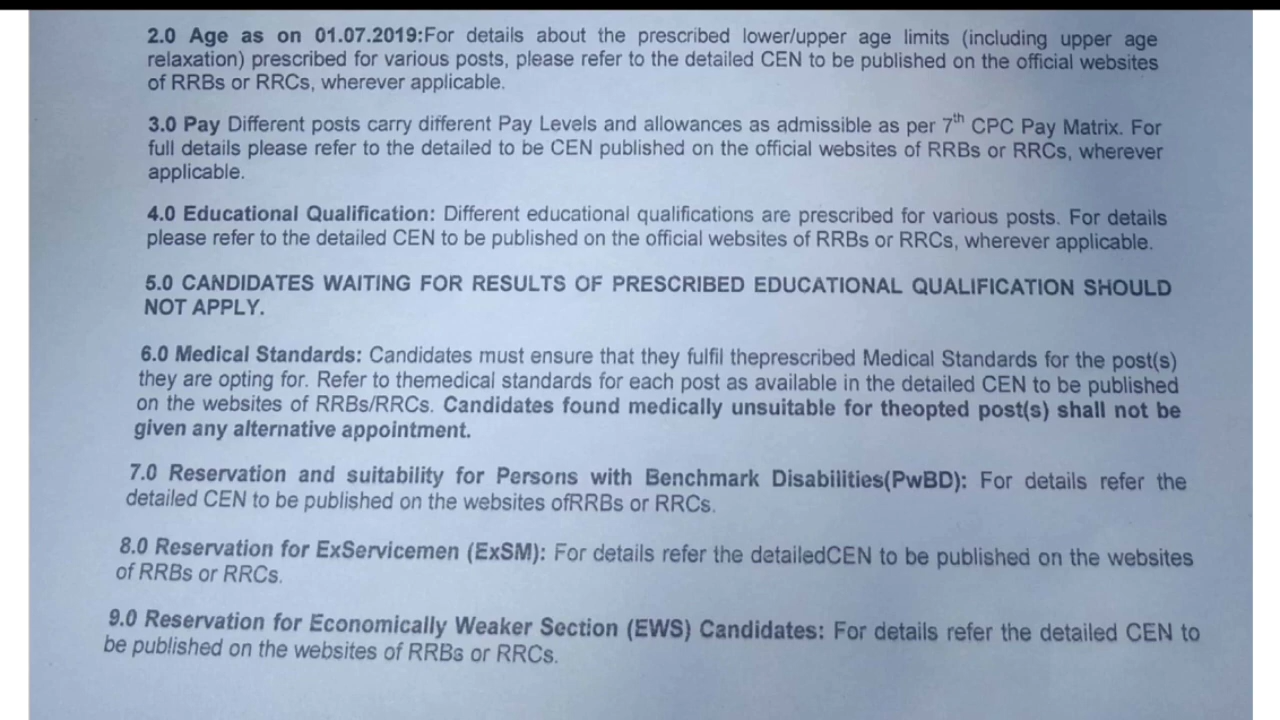 2.0 Age as on 01.07.2019:For details about the prescribed lower/upper age limits (including upper age
relaxation) prescribed for various posts, please refer to the detailed CEN to be published on the official websites
of RRBs or RRCs, wherever applicable.
3.0 Pay Different posts carry different Pay Levels and allowances as admissible as per 7th CPC Pay Matrix. For
full details please refer to the detailed to be CEN published on the official websites of RRBs or RRCs, wherever
applicable.
4.0 Educational Qualification: Different educational qualifications are prescribed for various posts. For details
please refer to the detailed CEN to be published on the official websites of RRBs or RRCs, wherever applicable.
5.0 CANDIDATES WAITING FOR RESULTS OF PRESCRIBED EDUCATIONAL QUALIFICATION SHOULD
NOT APPLY.
6.0 Medical Standards: Candidates must ensure that they fulfil theprescribed Medical Standards for the post(s)
they are opting for. Refer to themedical standards for each post as available in the detailed CEN to be published
on the websites of RRBs/RRCs. Candidates found medically unsuitable for theopted post(s) shall not be
given any alternative appointment.
7.0 Reservation and suitability for Persons with Benchmark Disabilities(PwBD): For details refer the
detailed CEN to be published on the websites ofRRBs or RRCs.
8.0 Reservation for ExServicemen (ExSM): For details refer the detailedCEN to be published on the websites
of RRBs or RRCs.
9.0 Reservation for Economically Weaker Section (EWS) Candidates: For details refer the detailed CEN to
be published on the websites of RRBs or RRCs.